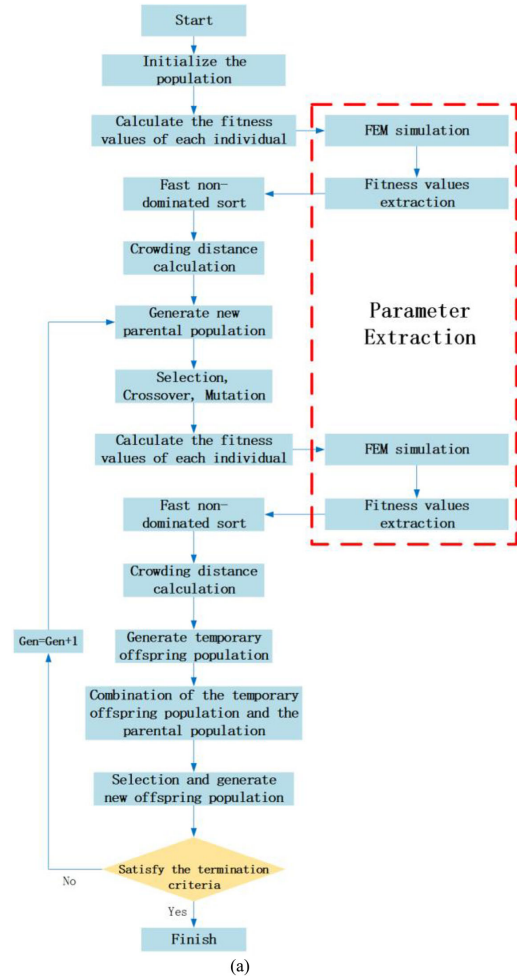 Start
Initialize the
population
Calculate the fitness
values of each individual
FEM simulation
Fitness values
extraction
Fast non-
dominated sort
Crowding distance
calculation
Parameter
Extraction
Generate new
parental population
Selection,
Crossover, Mutation
Calculate the fitness
values of each individual
FEM simulation
Fitness values
extraction
Fast non-
dominated sort
Crowding distance
calculation
Gen=Gen+1
Generate temporary
offspring population
Combination of the temporary
offspring population and the
parental population
Selection and generate
new offspring population
Satisfy the termination
criteria
No
Yes
Finish
(a)